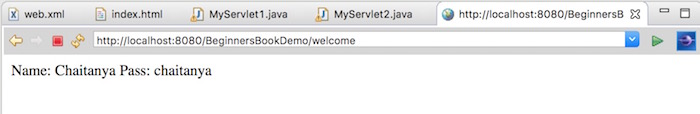 web.xml index.html MyServlet1.java MyServlet2.java http://localhost:8080/BeginnersB
http://localhost:8080/BeginnersBookDemo/welcome
Name: Chaitanya Pass: chaitanya